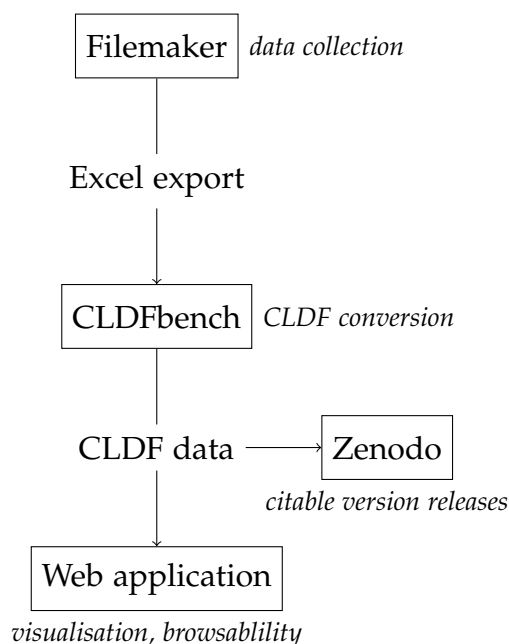 Filemaker data collection
Excel export
CLDFbench CLDF conversion
CLDF data Zenodo
citable version releases
Web application
visualisation, browsablility